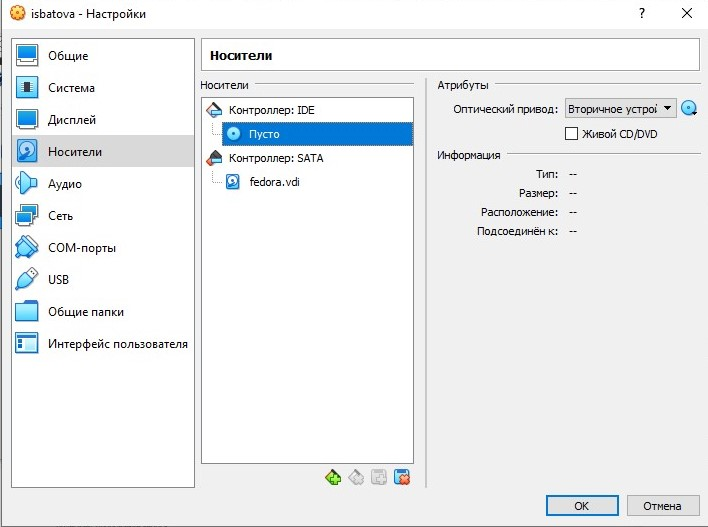 isbatova - Настройки
?
Общие
Система
Дисплей
Носители
Аудио
Сеть
COM-порты
USB
Общие папки
Интерфейс пользователя
Носители
Носители
Контроллер: IDE
Пусто
Контроллер: SATA
fedora.vdi
Атрибуты
Оптический привод: Вторичное устрой
Живой CD/DVD
Информация
Тип: --
Размер: --
Расположение: --
Подсоединён к: --
OK
Отмена